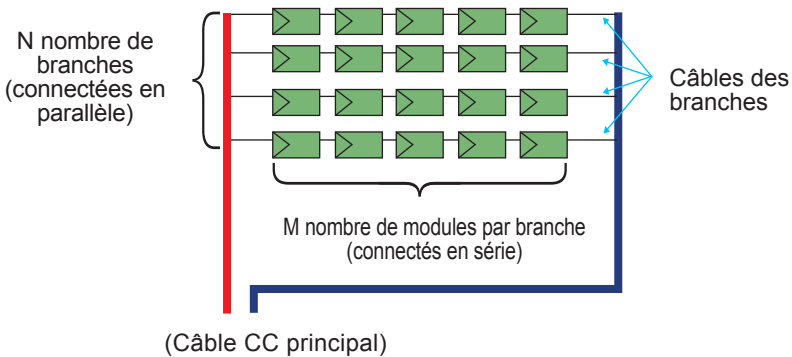 N nombre de
branches
(connectées en
parallèle)
Câbles des
branches
M nombre de modules par branche
(connectés en série)
(Câble CC principal)